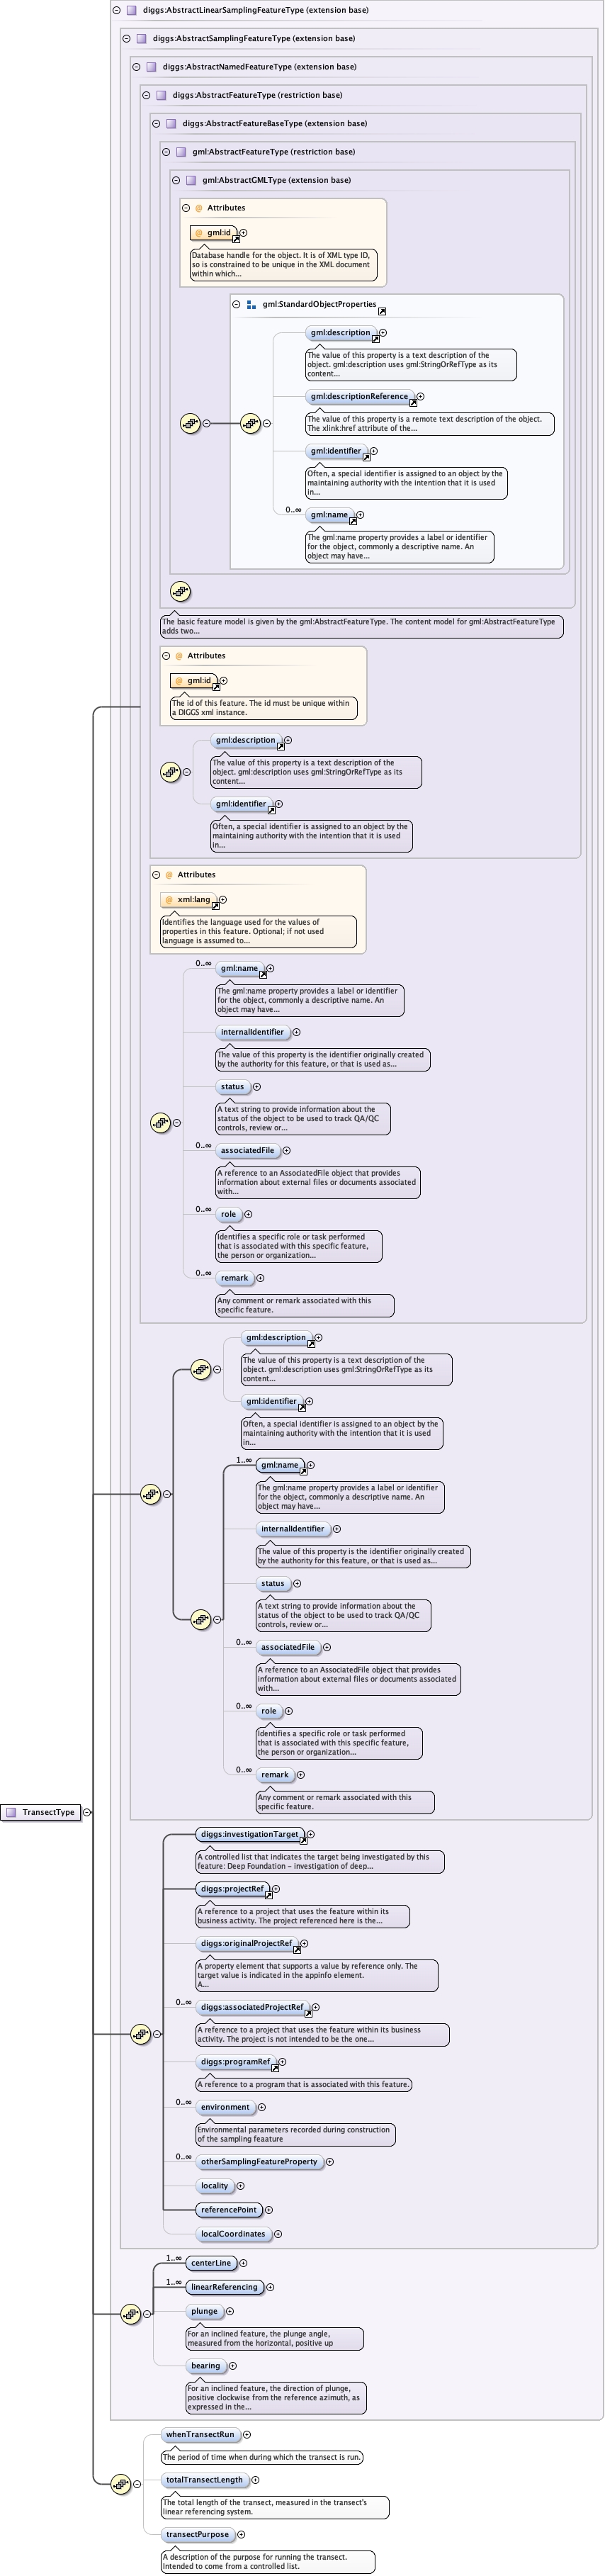 diggs:AbstractLinearSamplingFeatureType (extension base)
diggs:AbstractSamplingFeatureType (extension base)
diggs:AbstractNamedFeatureType (extension base)
diggs:AbstractFeatureType (restriction base)
diggs:AbstractFeatureBaseType (extension base)
gml:AbstractFeatureType (restriction base)
gml:AbstractGMLType (extension base)
Attributes
gml:id
Database handle for the object. It is of XML type ID,
so is constrained to be unique in the XML document
within which...
gml:StandardObjectProperties
gml:description
The value of this property is a text description of the
object. gml:description uses gml:StringOrRefType as its
content...
gml:descriptionReference
The value of this property is a remote text description of the object.
The xlink:href attribute of the...
gml:identifier
Often, a special identifier is assigned to an object by the
maintaining authority with the intention that it is used
in...
0..∞
gml:name
The gml:name property provides a label or identifier
for the object, commonly a descriptive name. An
object may have...
The basic feature model is given by the gml:AbstractFeatureType. The content model for gml:AbstractFeatureType
adds two...
Attributes
gml:id
The id of this feature. The id must be unique within
a DIGGS xml instance.
gml:description
The value of this property is a text description of the
object. gml:description uses gml:StringOrRefType as its
content...
gml:identifier
Often, a special identifier is assigned to an object by the
maintaining authority with the intention that it is used
in...
Attributes
xml:lang
Identifies the language used for the values of
properties in this feature. Optional; if not used
language is assumed to...
0..∞
gml:name
The gml:name property provides a label or identifier
for the object, commonly a descriptive name. An
object may have...
internalIdentifier
The value of this property is the identifier originally created
by the authority for this feature, or that is used as...
status
A text string to provide information about the
status of the object to be used to track QA/QC
controls, review or...
0..∞
associatedFile
A reference to an AssociatedFile object that provides
information about external files or documents associated
with...
0..∞
role
Identifies a specific role or task performed
that is associated with this specific feature,
the person or organization...
0..∞
remark
Any comment or remark associated with this
specific feature.
gml:description
The value of this property is a text description of the
object. gml:description uses gml:StringOrRefType as its
content...
gml:identifier
Often, a special identifier is assigned to an object by the
maintaining authority with the intention that it is used
in...
1..∞
gml:name
The gml:name property provides a label or identifier
for the object, commonly a descriptive name. An
object may have...
internalIdentifier
The value of this property is the identifier originally created
by the authority for this feature, or that is used as...
status
A text string to provide information about the
status of the object to be used to track QA/QC
controls, review or...
0..∞
associatedFile
A reference to an AssociatedFile object that provides
information about external files or documents associated
with...
0..∞
role
Identifies a specific role or task performed
that is associated with this specific feature,
the person or organization...
0..∞
remark
Any comment or remark associated with this
specific feature.
TransectType
diggs:investigationTarget
A controlled list that indicates the target being investigated by this
feature: Deep Foundation - investigation of deep...
diggs:projectRef
A reference to a project that uses the feature within its
business activity. The project referenced here is the...
diggs:originalProjectRef
A property element that supports a value by reference only. The
target value is indicated in the appinfo element.
A...
0..∞
diggs:associatedProjectRef
A reference to a project that uses the feature within its business
activity. The project is not intended to be the one...
diggs:programRef
A reference to a program that is associated with this feature.
0..∞
environment
Environmental parameters recorded during construction
of the sampling feaature
0..∞
otherSamplingFeatureProperty
locality
referencePoint
localCoordinates
1..∞
centerLine
1..∞
linearReferencing
plunge
For an inclined feature, the plunge angle,
measured from the horizontal, positive up
bearing
For an inclined feature, the direction of plunge,
positive clockwise from the reference azimuth, as
expressed in the...
whenTransectRun
The period of time when during which the transect is run.
totalTransectLength
The total length of the transect, measured in the transect's
linear referencing system.
transectPurpose
A description of the purpose for running the transect.
Intended to come from a controlled list.